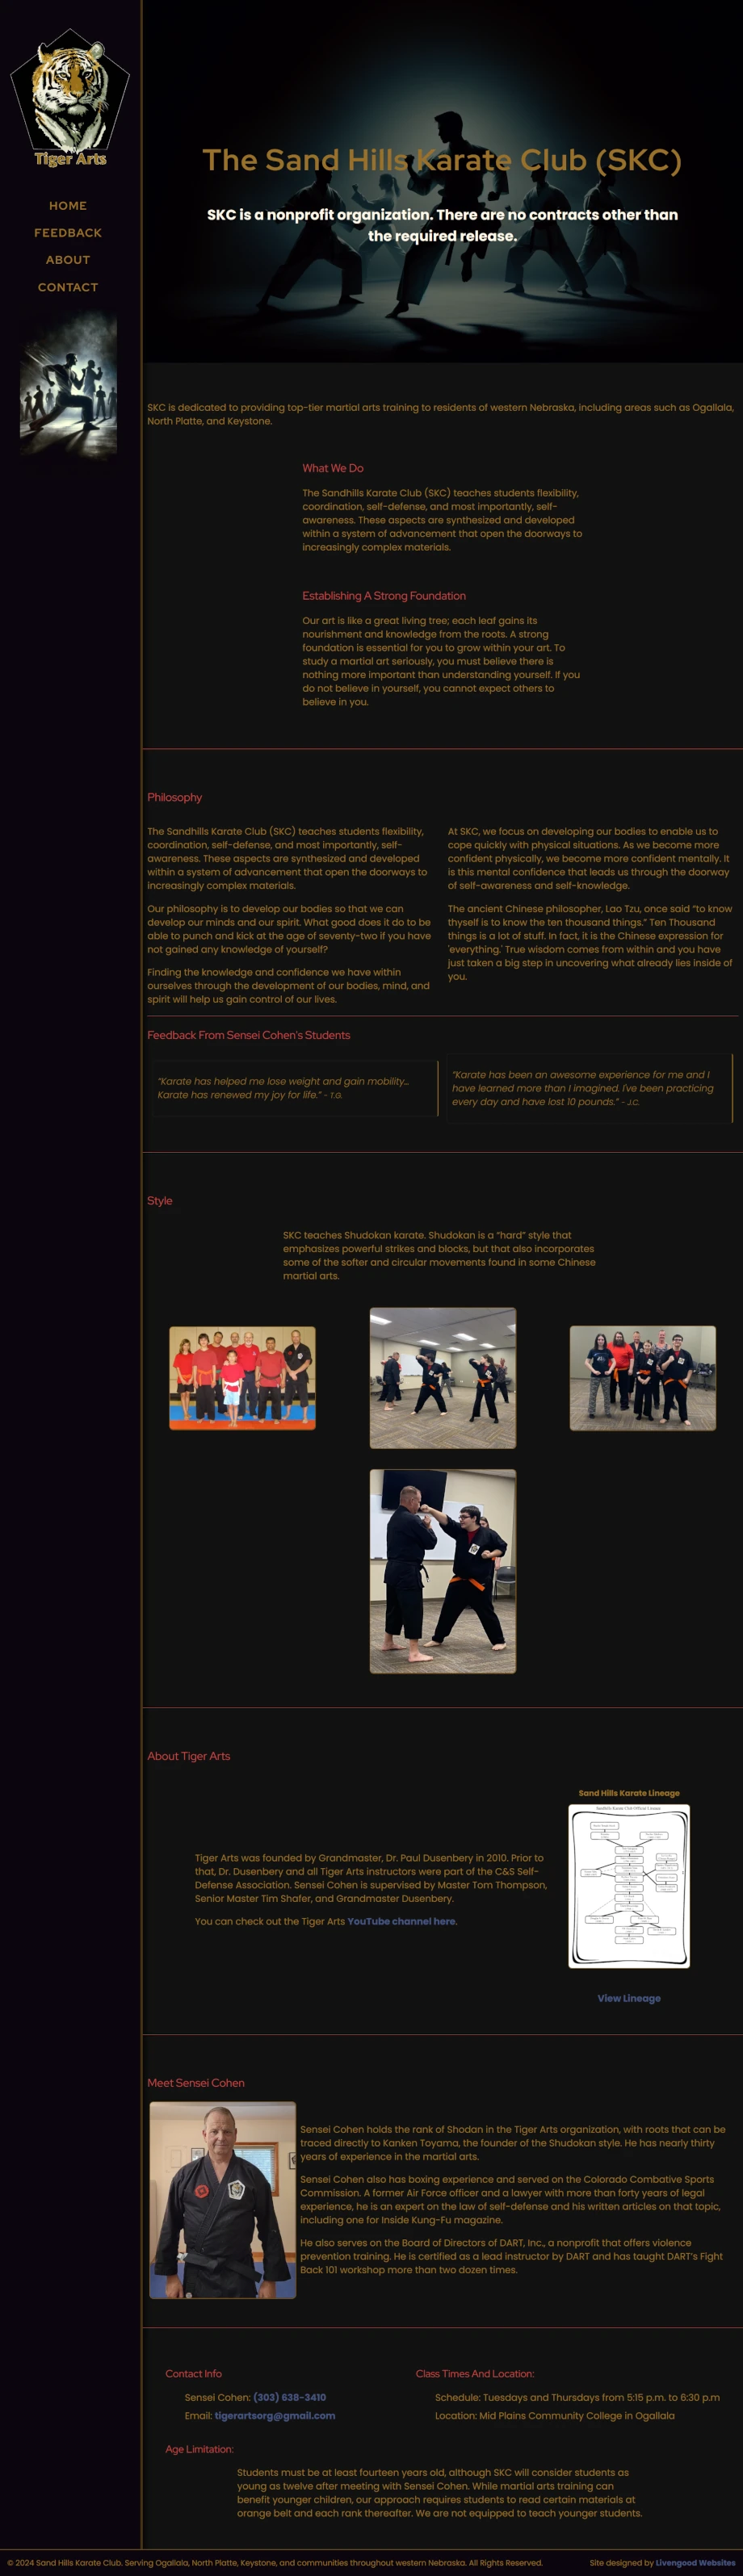 Tiger Arts
HOME
FEEDBACK
ABOUT
CONTACT
The Sand Hills Karate Club (SKC)
SKC is a nonprofit organization. There are no contracts other than
the required release.
SKC is dedicated to providing top-tier martial arts training to residents of western Nebraska, including areas such as Ogallala,
North Platte, and Keystone.
What We Do
The Sandhills Karate Club (SKC) teaches students flexibility,
coordination, self-defense, and most importantly, self-
awareness. These aspects are synthesized and developed
within a system of advancement that open the doorways to
increasingly complex materials.
Establishing A Strong Foundation
Our art is like a great living tree; each leaf gains its
nourishment and knowledge from the roots. A strong
foundation is essential for you to grow within your art. To
study a martial art seriously, you must believe there is
nothing more important than understanding yourself. If you
do not believe in yourself, you cannot expect others to
believe in you.
Philosophy
The Sandhills Karate Club (SKC) teaches students flexibility,
coordination, self-defense, and most importantly, self-
awareness. These aspects are synthesized and developed
within a system of advancement that open the doorways to
increasingly complex materials.
Our philosophy is to develop our bodies so that we can
develop our minds and our spirit. What good does it do to be
able to punch and kick at the age of seventy-two if you have
not gained any knowledge of yourself?
Finding the knowledge and confidence we have within
ourselves through the development of our bodies, mind, and
spirit will help us gain control of our lives.
At SKC, we focus on developing our bodies to enable us to
cope quickly with physical situations. As we become more
confident physically, we become more confident mentally. It
is this mental confidence that leads us through the doorway
of self-awareness and self-knowledge.
The ancient Chinese philosopher, Lao Tzu, once said “to know
thyself is to know the ten thousand things.” Ten Thousand
things is a lot of stuff. In fact, it is the Chinese expression for
'everything.' True wisdom comes from within and you have
just taken a big step in uncovering what already lies inside of
you.
Feedback From Sensei Cohen's Students
“Karate has helped me lose weight and gain mobility...
Karate has renewed my joy for life.” - T.G.
“Karate has been an awesome experience for me and I
have learned more than I imagined. I've been practicing
every day and have lost 10 pounds.” - J.C.
Style
SKC teaches Shudokan karate. Shudokan is a “hard” style that
emphasizes powerful strikes and blocks, but that also incorporates
some of the softer and circular movements found in some Chinese
martial arts.
About Tiger Arts
Tiger Arts was founded by Grandmaster, Dr. Paul Dusenbery in 2010. Prior to
that, Dr. Dusenbery and all Tiger Arts instructors were part of the C&S Self-
Defense Association. Sensei Cohen is supervised by Master Tom Thompson,
Senior Master Tim Shafer, and Grandmaster Dusenbery.
You can check out the Tiger Arts YouTube channel here.
Sand Hills Karate Lineage
View Lineage
Meet Sensei Cohen
Sensei Cohen holds the rank of Shodan in the Tiger Arts organization, with roots that can be
traced directly to Kanken Toyama, the founder of the Shudokan style. He has nearly thirty
years of experience in the martial arts.
Sensei Cohen also has boxing experience and served on the Colorado Combative Sports
Commission. A former Air Force officer and a lawyer with more than forty years of legal
experience, he is an expert on the law of self-defense and his written articles on that topic,
including one for Inside Kung-Fu magazine.
He also serves on the Board of Directors of DART, Inc., a nonprofit that offers violence
prevention training. He is certified as a lead instructor by DART and has taught DART's Fight
Back 101 workshop more than two dozen times.
Contact Info
Sensei Cohen: (303) 638-3410
Email: tigerartsorg@gmail.com
Class Times And Location:
Schedule: Tuesdays and Thursdays from 5:15 p.m. to 6:30 p.m
Location: Mid Plains Community College in Ogallala
Age Limitation:
Students must be at least fourteen years old, although SKC will consider students as
young as twelve after meeting with Sensei Cohen. While martial arts training can
benefit younger children, our approach requires students to read certain materials at
orange belt and each rank thereafter. We are not equipped to teach younger students.
© 2024 Sand Hills Karate Club. Serving Ogallala, North Platte, Keystone, and communities throughout western Nebraska. All Rights Reserved.
Site designed by Livengood Websites